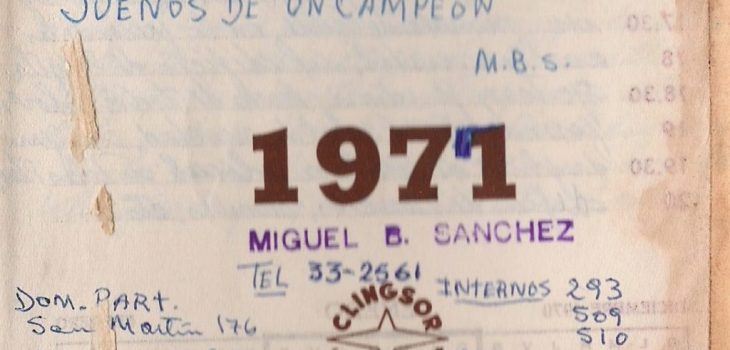 SUEÑOS DE UN CAMPEON
M.B.S.
1971
MIGUEL B. SANCHEZ
TEL 33-2561 INTERNOS 293
DOM. PART. 509
San Martín 176 510
CLINGSOR